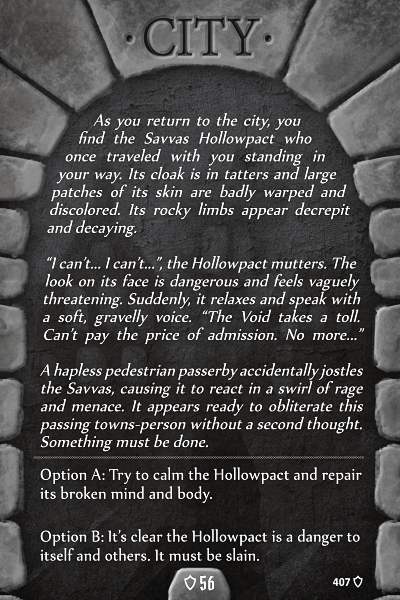 · CITY ·
As you return to the city, you
find the Savvas Hollowpact who
once traveled with you standing in
your way. Its cloak is in tatters and large
patches of its skin are badly warped and
discolored. Its rocky limbs appear decrepit
and decaying.
“I can’t... I can’t...”, the Hollowpact mutters. The
look on its face is dangerous and feels vaguely
threatening. Suddenly, it relaxes and speak with
a soft, gravelly voice. “The Void takes a toll.
Can’t pay the price of admission. No more...”
A hapless pedestrian passerby accidentally jostles
the Savvas, causing it to react in a swirl of rage
and menace. It appears ready to obliterate this
passing towns-person without a second thought.
Something must be done.
Option A: Try to calm the Hollowpact and repair
its broken mind and body.
Option B: It’s clear the Hollowpact is a danger to
itself and others. It must be slain.
56
407